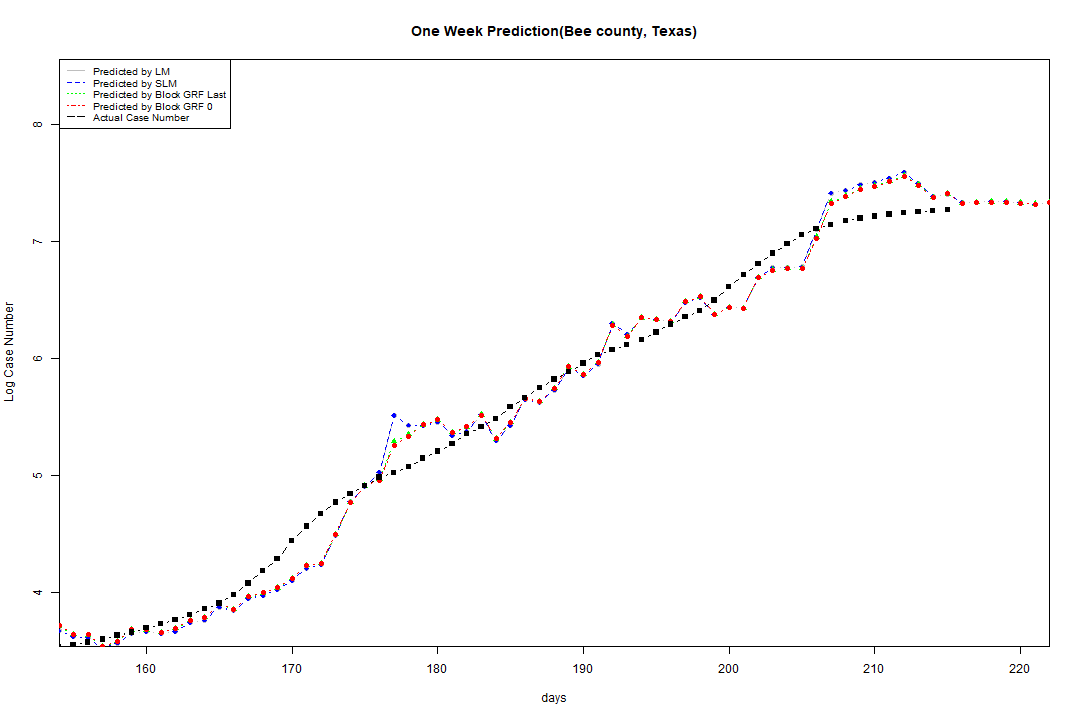 One Week Prediction(Bee county, Texas)
Predicted by LM
Predicted by SLM
Predicted by Block GRF Last
Predicted by Block GRF 0
Actual Case Number
8
7
6
5
4
Log Case Number
160 170 180 190 200 210 220
days